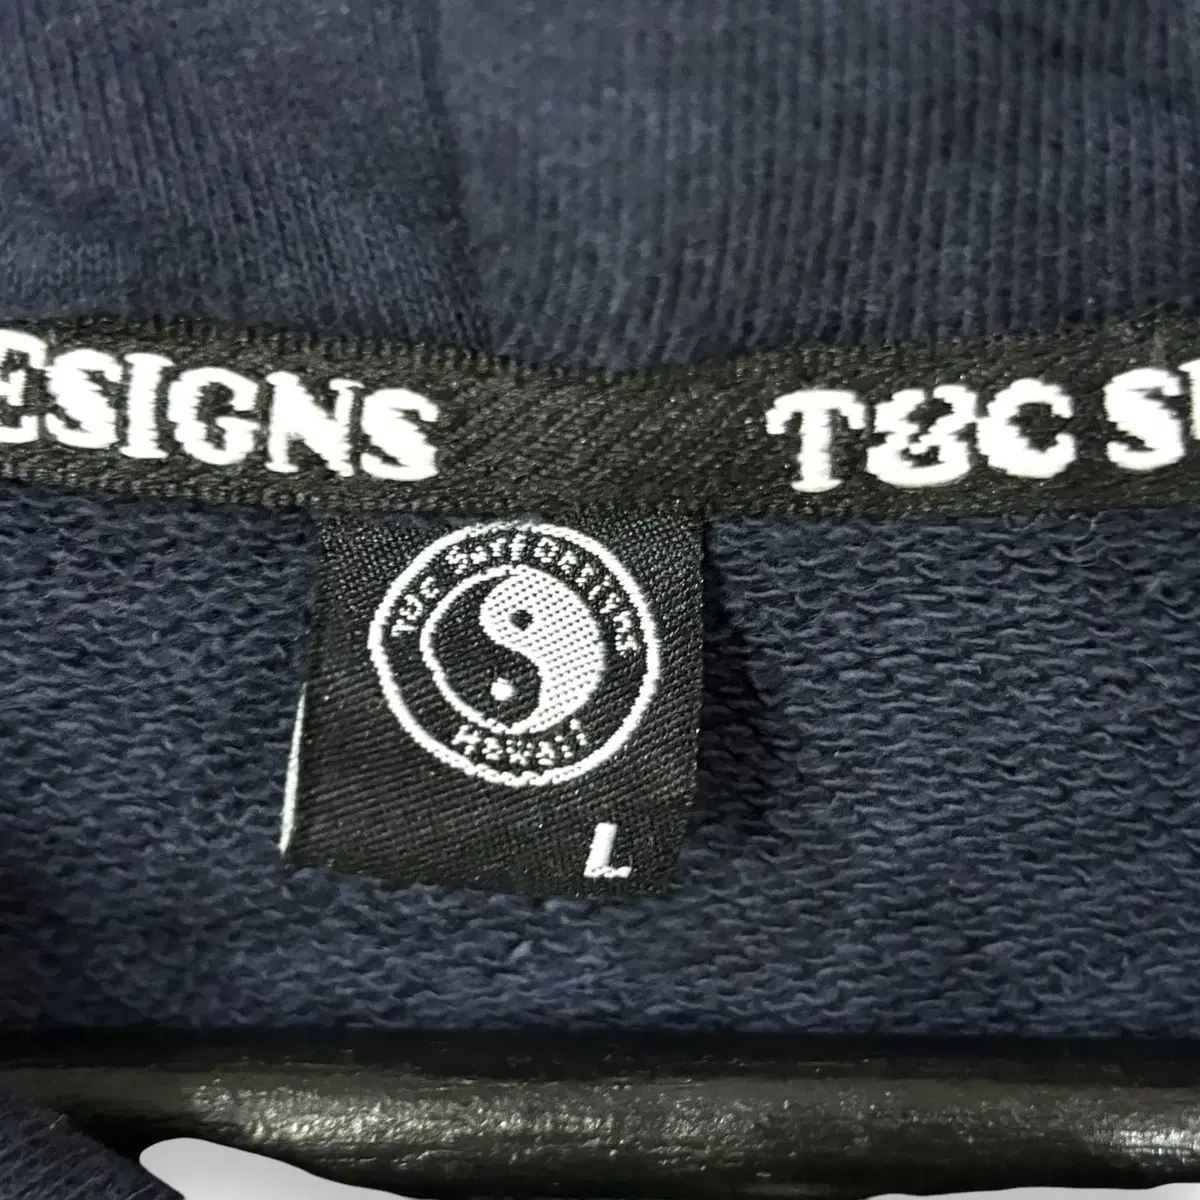 ESIGNS T&C S
T&C Surf Designs
HAWAII
L